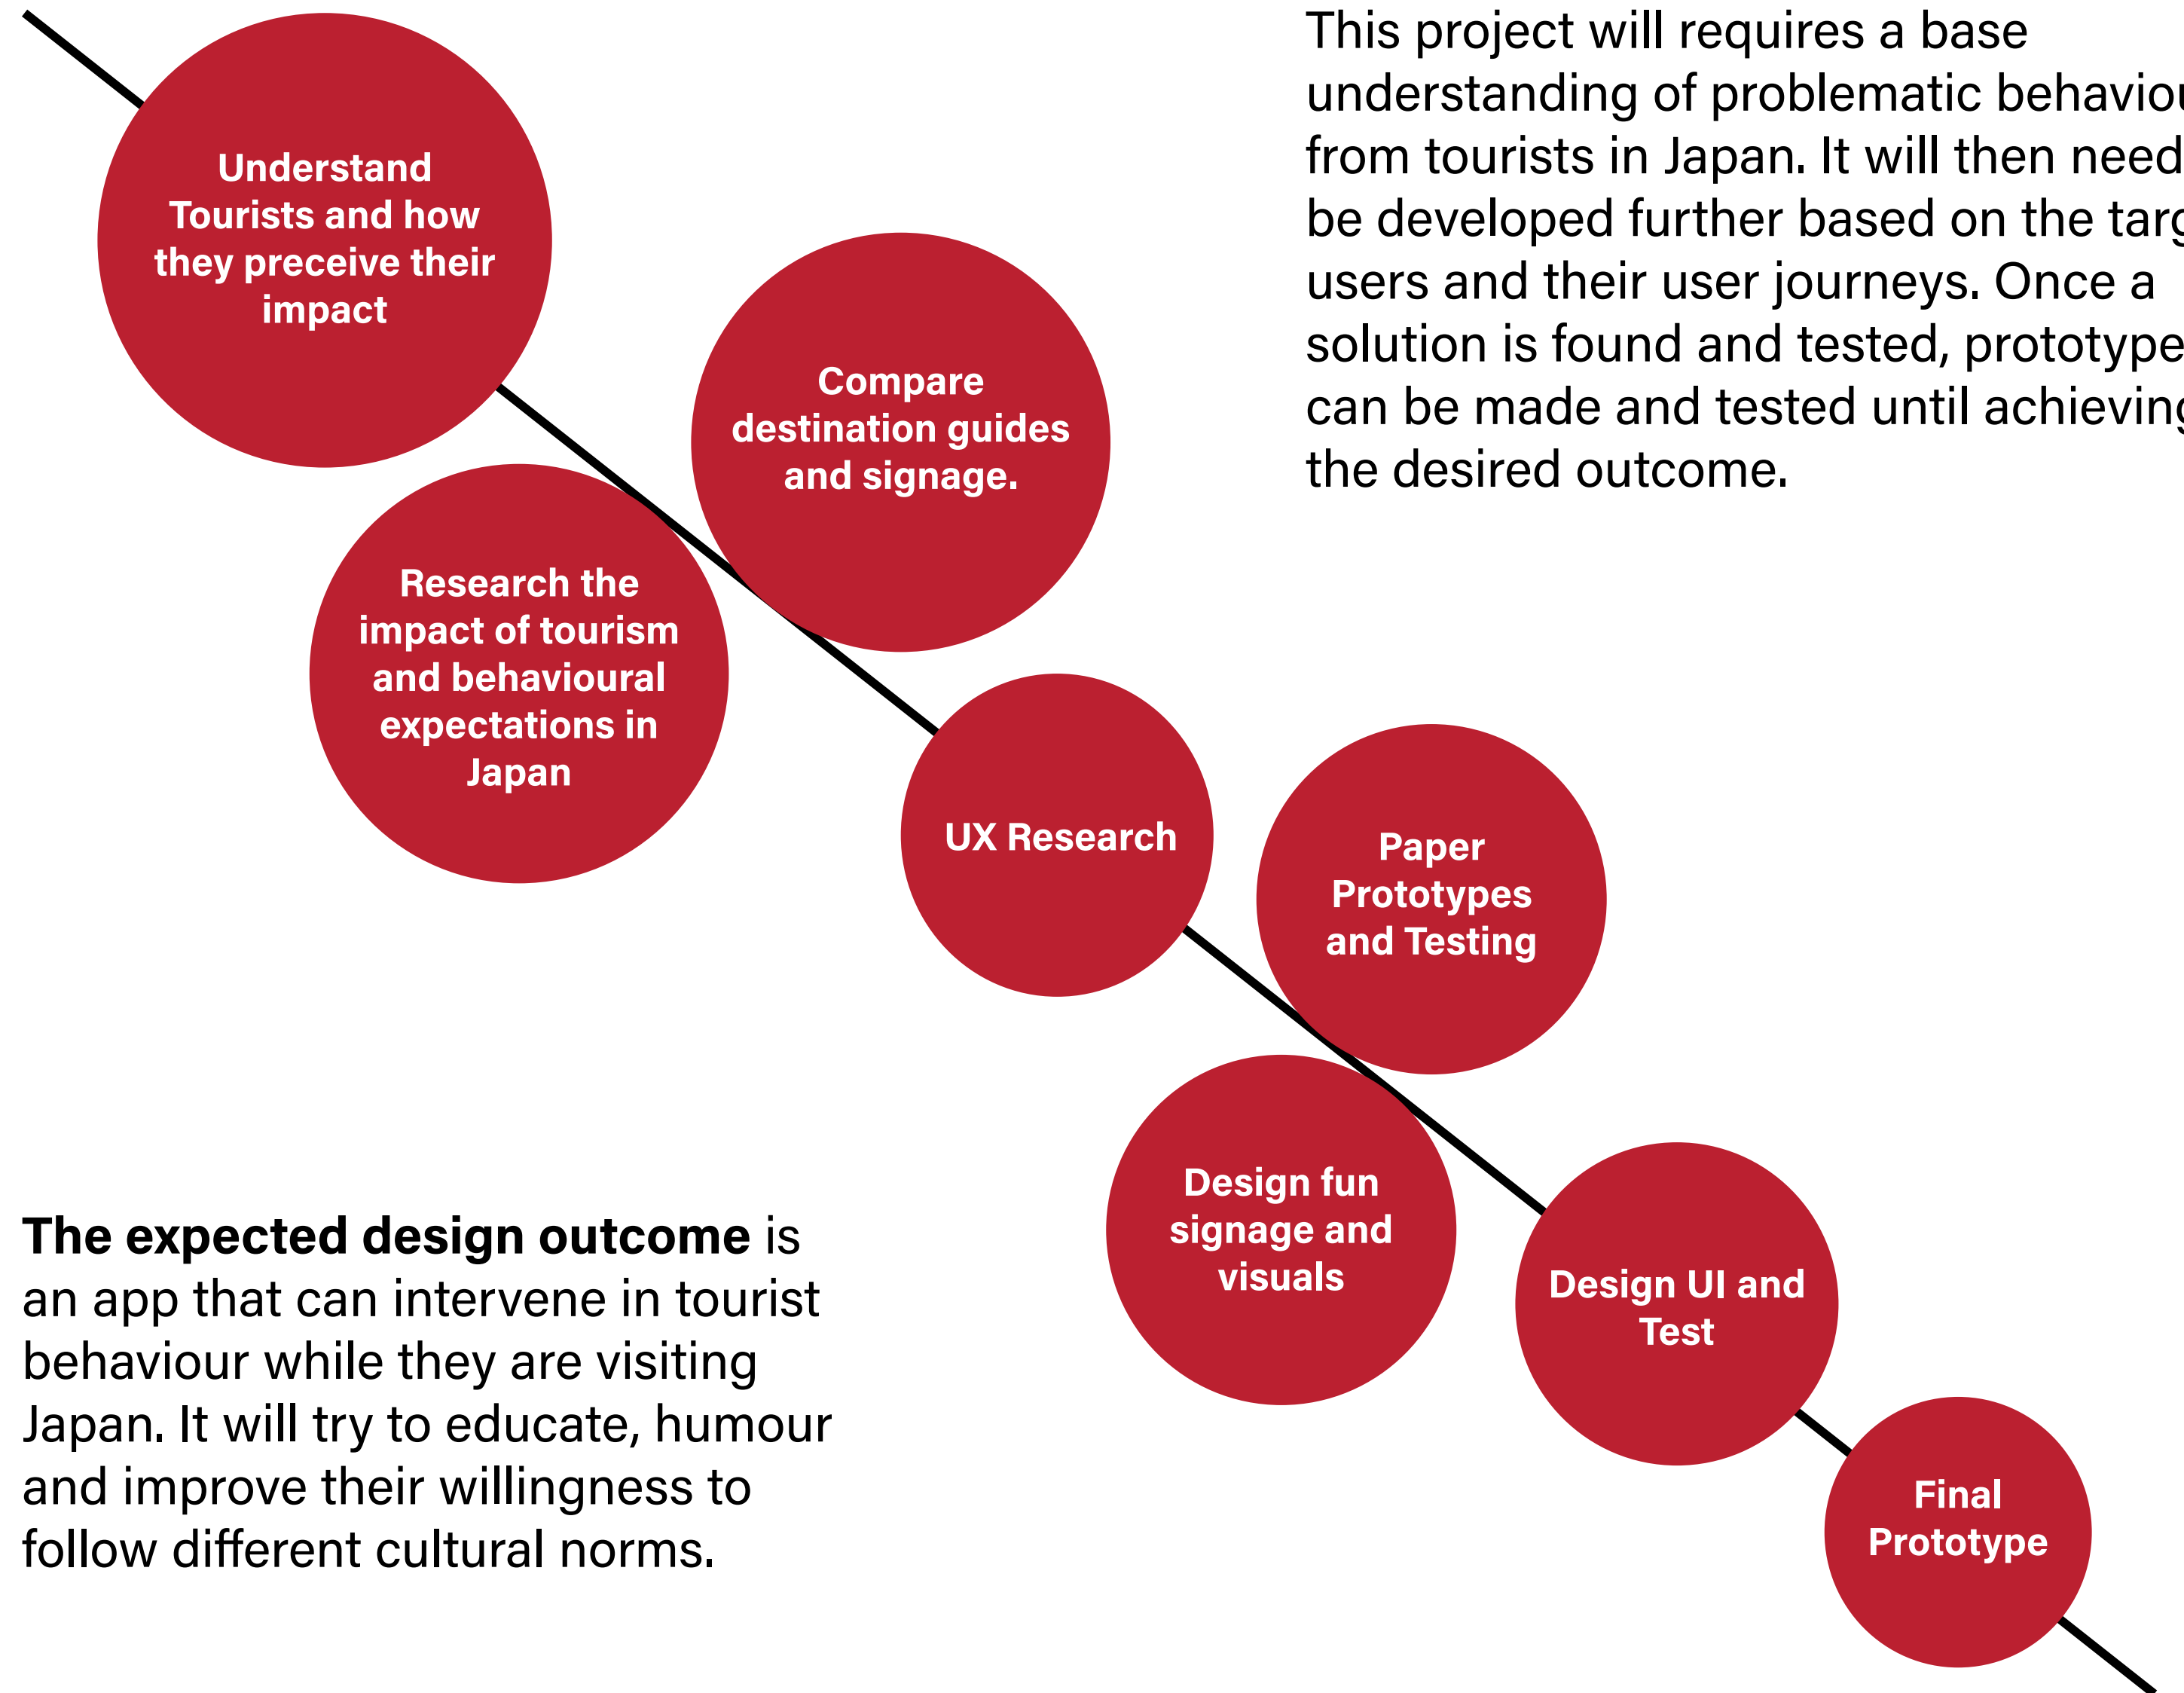 This project will requires a base
understanding of problematic
from tourists in Japan. It will then need
be developed further based on the
users and their user journeys. Once a
solution is found and tested,
can be made and tested until
the desired outcome.
Understand
Tourists and how
they preceive their
impact
Compare
destination guides
and signage.
Research the
impact of tourism
and behavioural
expectations in
Japan
UX Research
Paper
Prototypes
and Testing
Design fun
signage and
visuals
Design UI and
Test
Final
Prototype
The expected design outcome is
an app that can intervene in tourist
behaviour while they are visiting
Japan. It will try to educate, humour
and improve their willingness to
follow different cultural norms.